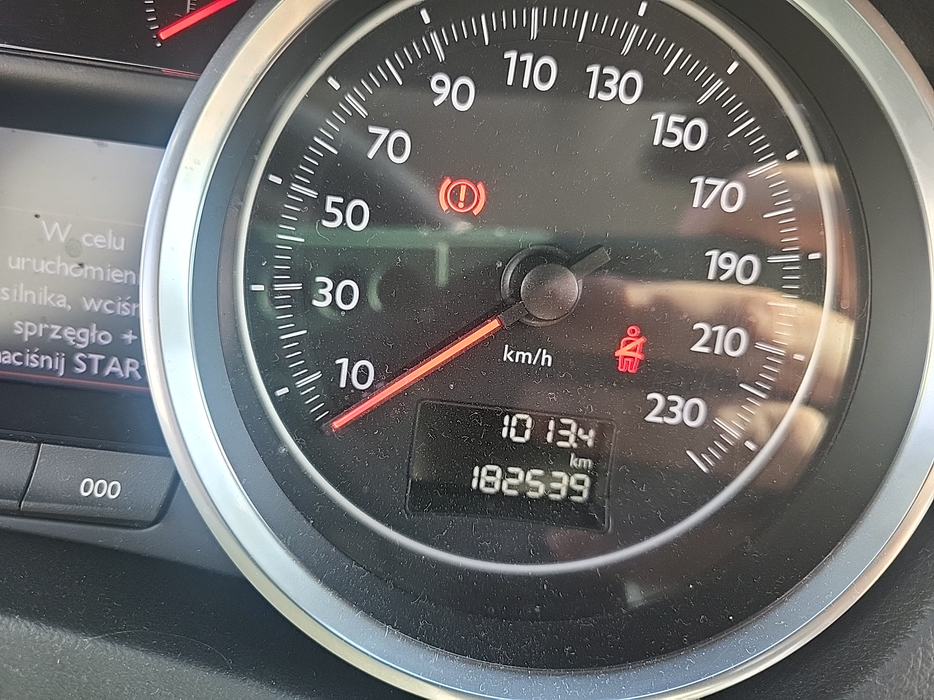 W celu
uruchomien
silnika, wciśn
sprzęgło +
naciśnij STAR
000
10
30
50
70
90
110
130
150
170
190
210
230
km/h
1013.4
km
182539